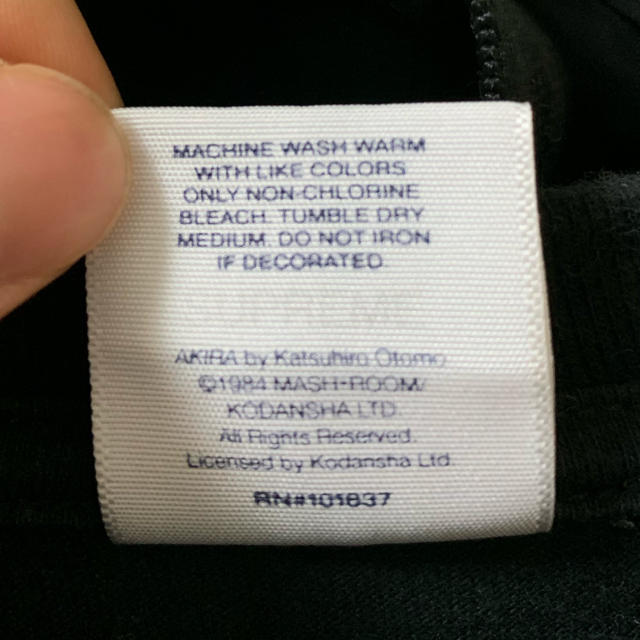 MACHINE WASH WARM
WITH LIKE COLORS
ONLY NON-CHLORINE
BLEACH. TUMBLE DRY
MEDIUM. DO NOT IRON
IF DECORATED.
AKIRA by Katsuhiro Otomo
©1984 MASH-ROOM/
KODANSHA LTD.
All Rights Reserved.
Licensed by Kodansha Ltd.
RN#101837